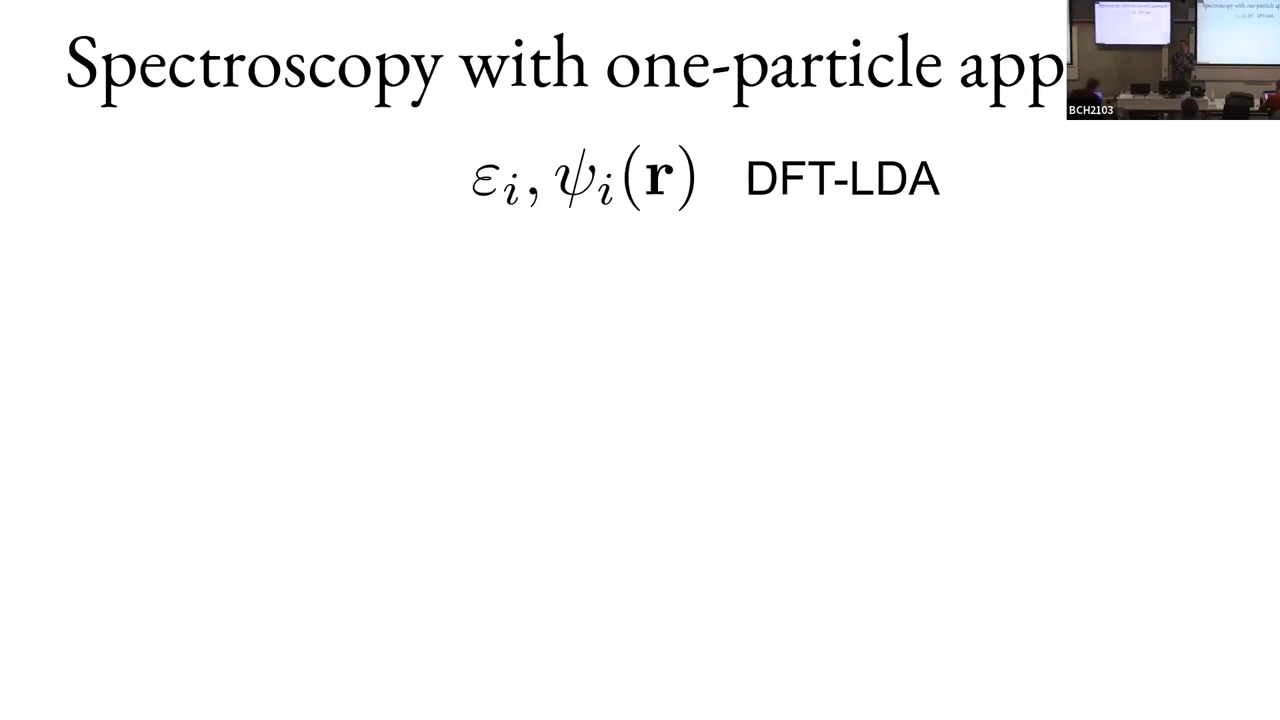 Spectroscopy with one-particle app
εᵢ, ψᵢ(𝐫) DFT-LDA
BCH2103